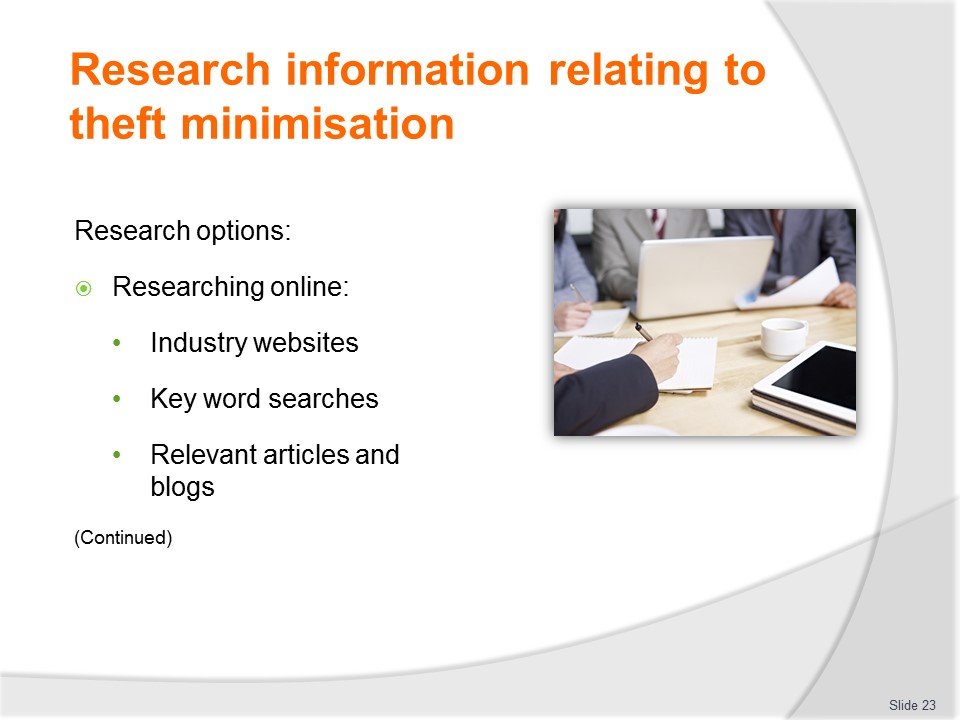 Research information relating to
theft minimisation
Research options:
Researching online:
• Industry websites
• Key word searches
• Relevant articles and
blogs
(Continued)
Slide 23